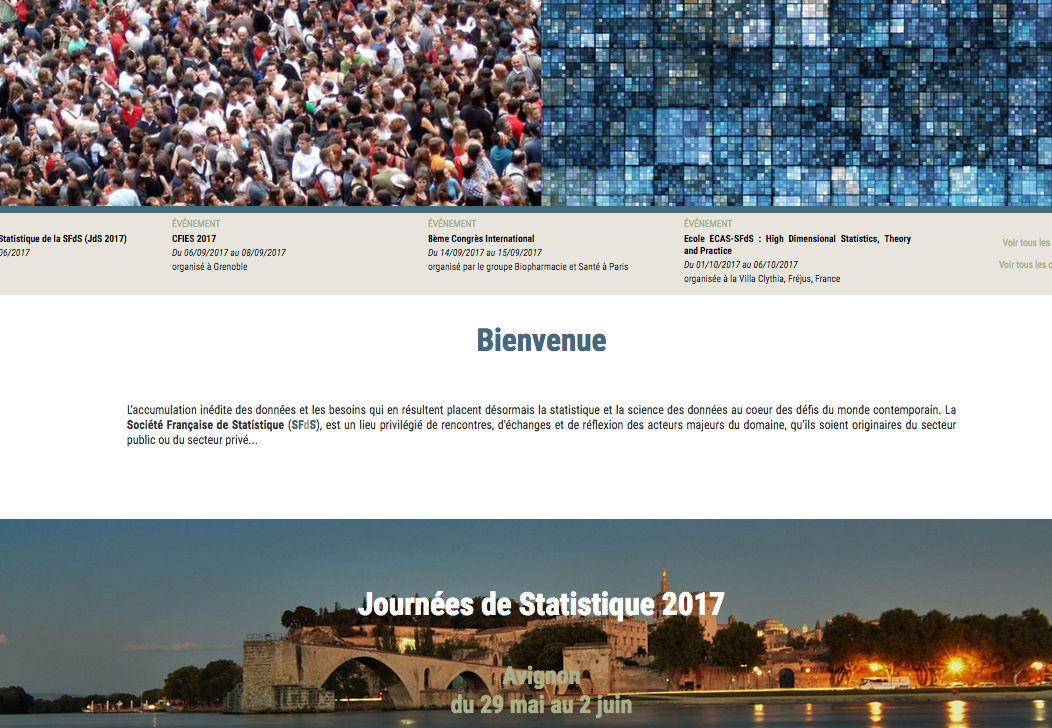 Statistique de la SFdS (JdS 2017)
06/2017
ÉVÉNEMENT
CFIES 2017
Du 06/09/2017 au 08/09/2017
organisé à Grenoble
ÉVÉNEMENT
8ème Congrès International
Du 14/09/2017 au 15/09/2017
organisé par le groupe Biopharmacie et Santé à Paris
ÉVÉNEMENT
Ecole ECAS-SFdS : High Dimensional Statistics, Theory
and Practice
Du 01/10/2017 au 06/10/2017
organisée à la Villa Clythia, Fréjus, France
Voir tous les
Voir tous les c
Bienvenue
L'accumulation inédite des données et les besoins qui en résultent placent désormais la statistique et la science des données au coeur des défis du monde contemporain. La
Société Française de Statistique (SFdS), est un lieu privilégié de rencontres, d'échanges et de réflexion des acteurs majeurs du domaine, qu'ils soient originaires du secteur
public ou du secteur privé...
Journées de Statistique 2017
Avignon
du 29 mai au 2 juin